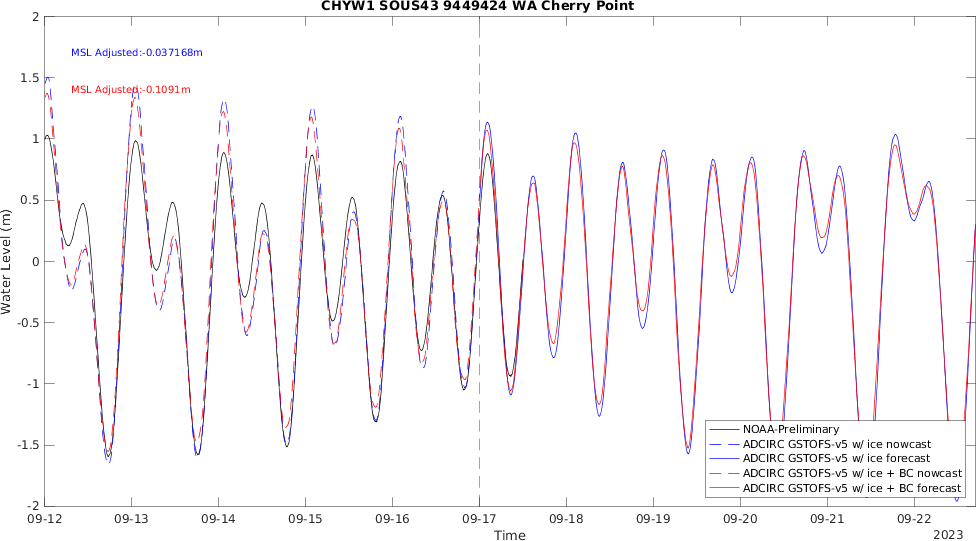 CHYW1 SOUS43 9449424 WA Cherry Point
MSL Adjusted:-0.037168m
MSL Adjusted:-0.1091m
Water Level (m)
2
1.5
1
0.5
0
-0.5
-1
-1.5
-2
NOAA-Preliminary
ADCIRC GSTOFS-v5 w/ ice nowcast
ADCIRC GSTOFS-v5 w/ ice forecast
ADCIRC GSTOFS-v5 w/ ice + BC nowcast
ADCIRC GSTOFS-v5 w/ ice + BC forecast
09-12 09-13 09-14 09-15 09-16 09-17 09-18 09-19 09-20 09-21 09-22
Time
2023